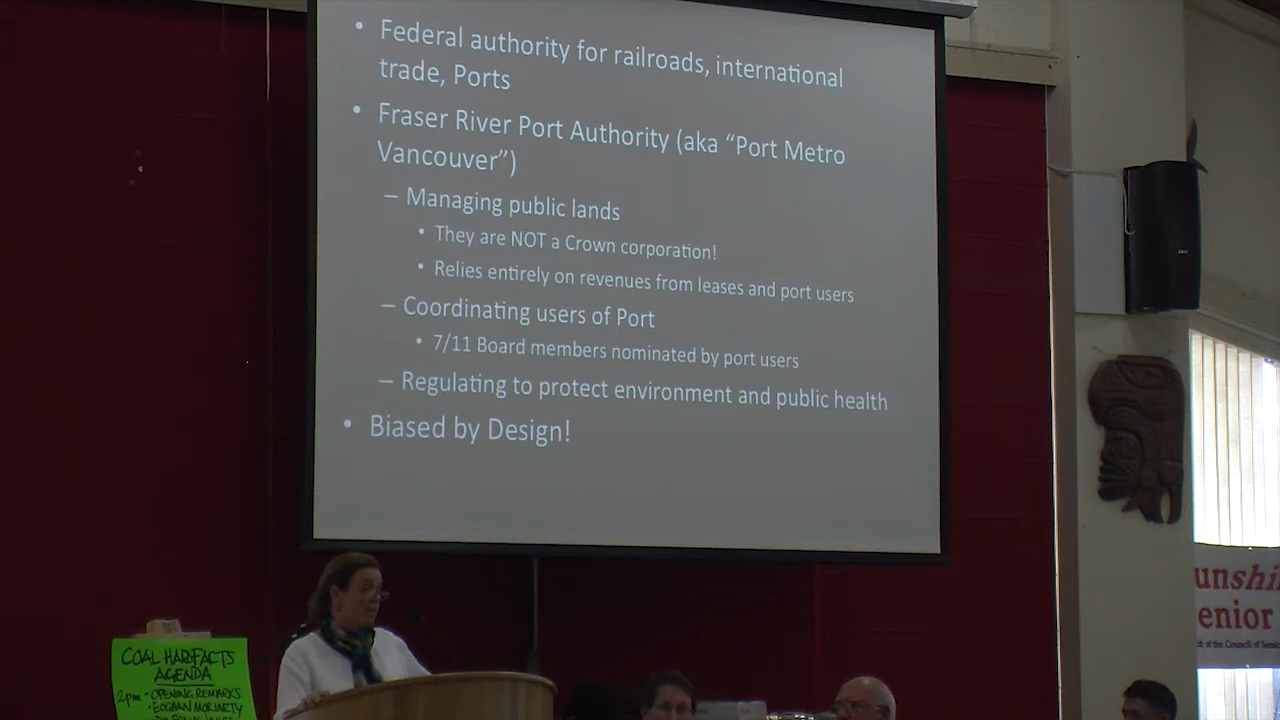 • Federal authority for railroads, international
trade, Ports
• Fraser River Port Authority (aka “Port Metro
Vancouver”)
– Managing public lands
• They are NOT a Crown corporation!
• Relies entirely on revenues from leases and port users
– Coordinating users of Port
• 7/11 Board members nominated by port users
– Regulating to protect environment and public health
• Biased by Design!
COAL HARDFACTS
AGENDA
2pm • OPENING REMARKS
• EOGHAN MORIARTY
unshi
enior